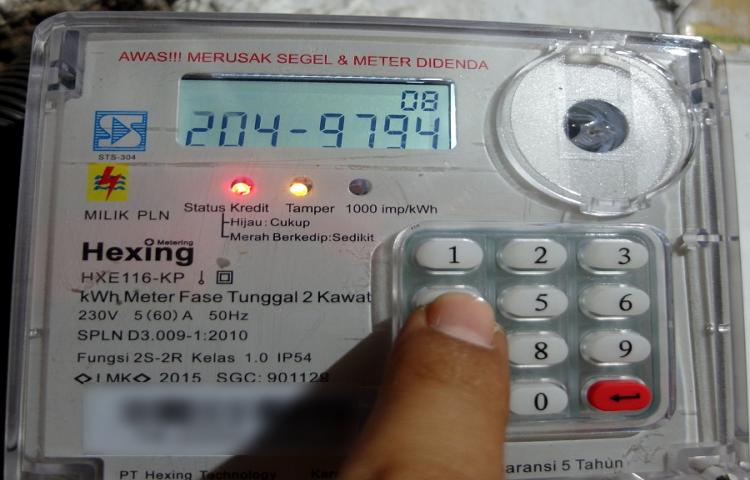 AWAS!!! MERUSAK SEGEL & METER DIDENDA
08
204-9794
STS-304
MILIK PLN
Status Kredit Tamper 1000 imp/kWh
Hijau: Cukup
Merah Berkedip: Sedikit
Hexing Metering
HXE116-KP
kWh Meter Fase Tunggal 2 Kawat
230V 5(60)A 50Hz
SPLN D3.009-1:2010
Fungsi 2S-2R Kelas 1.0 IP54
LMK 2015 SGC: 901128
1 2 3
5 6
8 9
0
PT Hexing Technology
aransi 5 Tahun